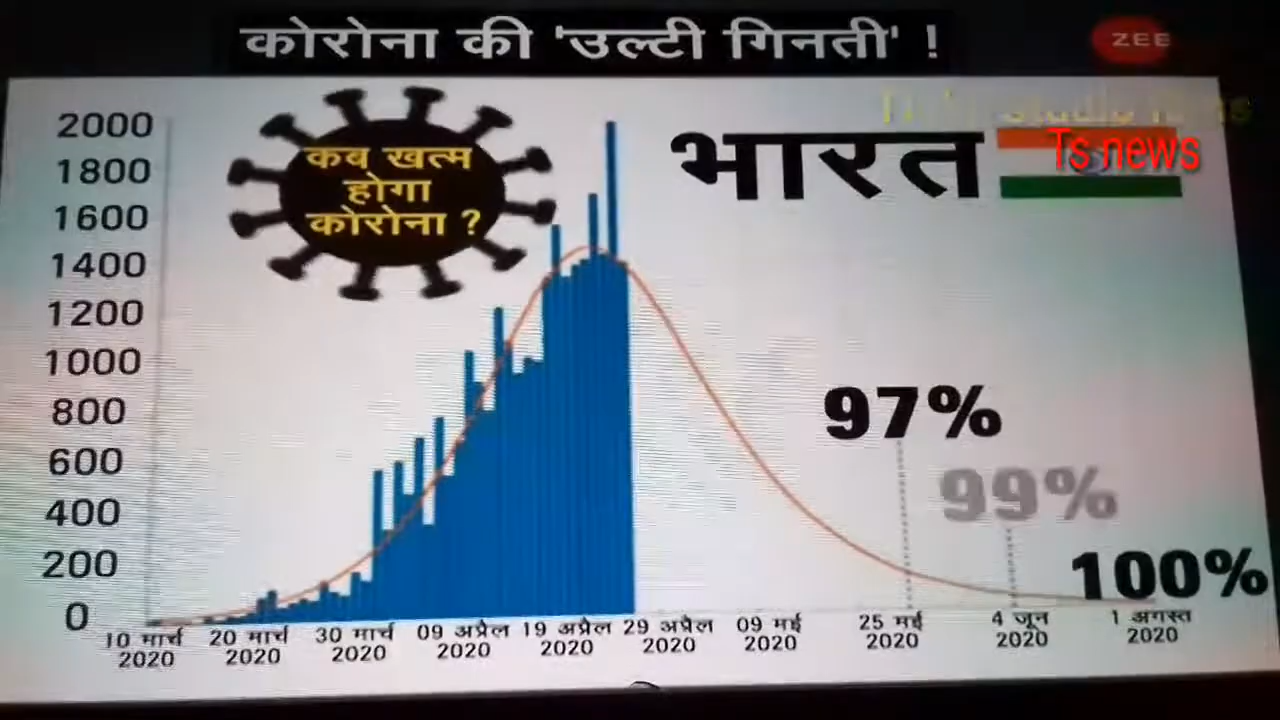 कोरोना की 'उल्टी गिनती' !
ZEE
Ts news
भारत
कब खत्म
होगा
कोरोना ?
2000
1800
1600
1400
1200
1000
800
600
400
200
0
97%
99%
100%
10 मार्च 20 मार्च 30 मार्च 09 अप्रैल 19 अप्रैल 29 अप्रैल 09 मई 25 मई 4 जून 1 अगस्त
2020 2020 2020 2020 2020 2020 2020 2020 2020 2020